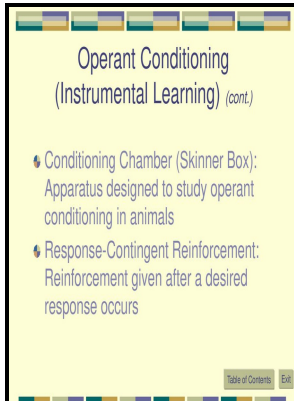 Operant Conditioning
(Instrumental Learning) (cont.)
Conditioning Chamber (Skinner Box):
Apparatus designed to study operant
conditioning in animals
Response-Contingent Reinforcement:
Reinforcement given after a desired
response occurs
Table of Contents Exit